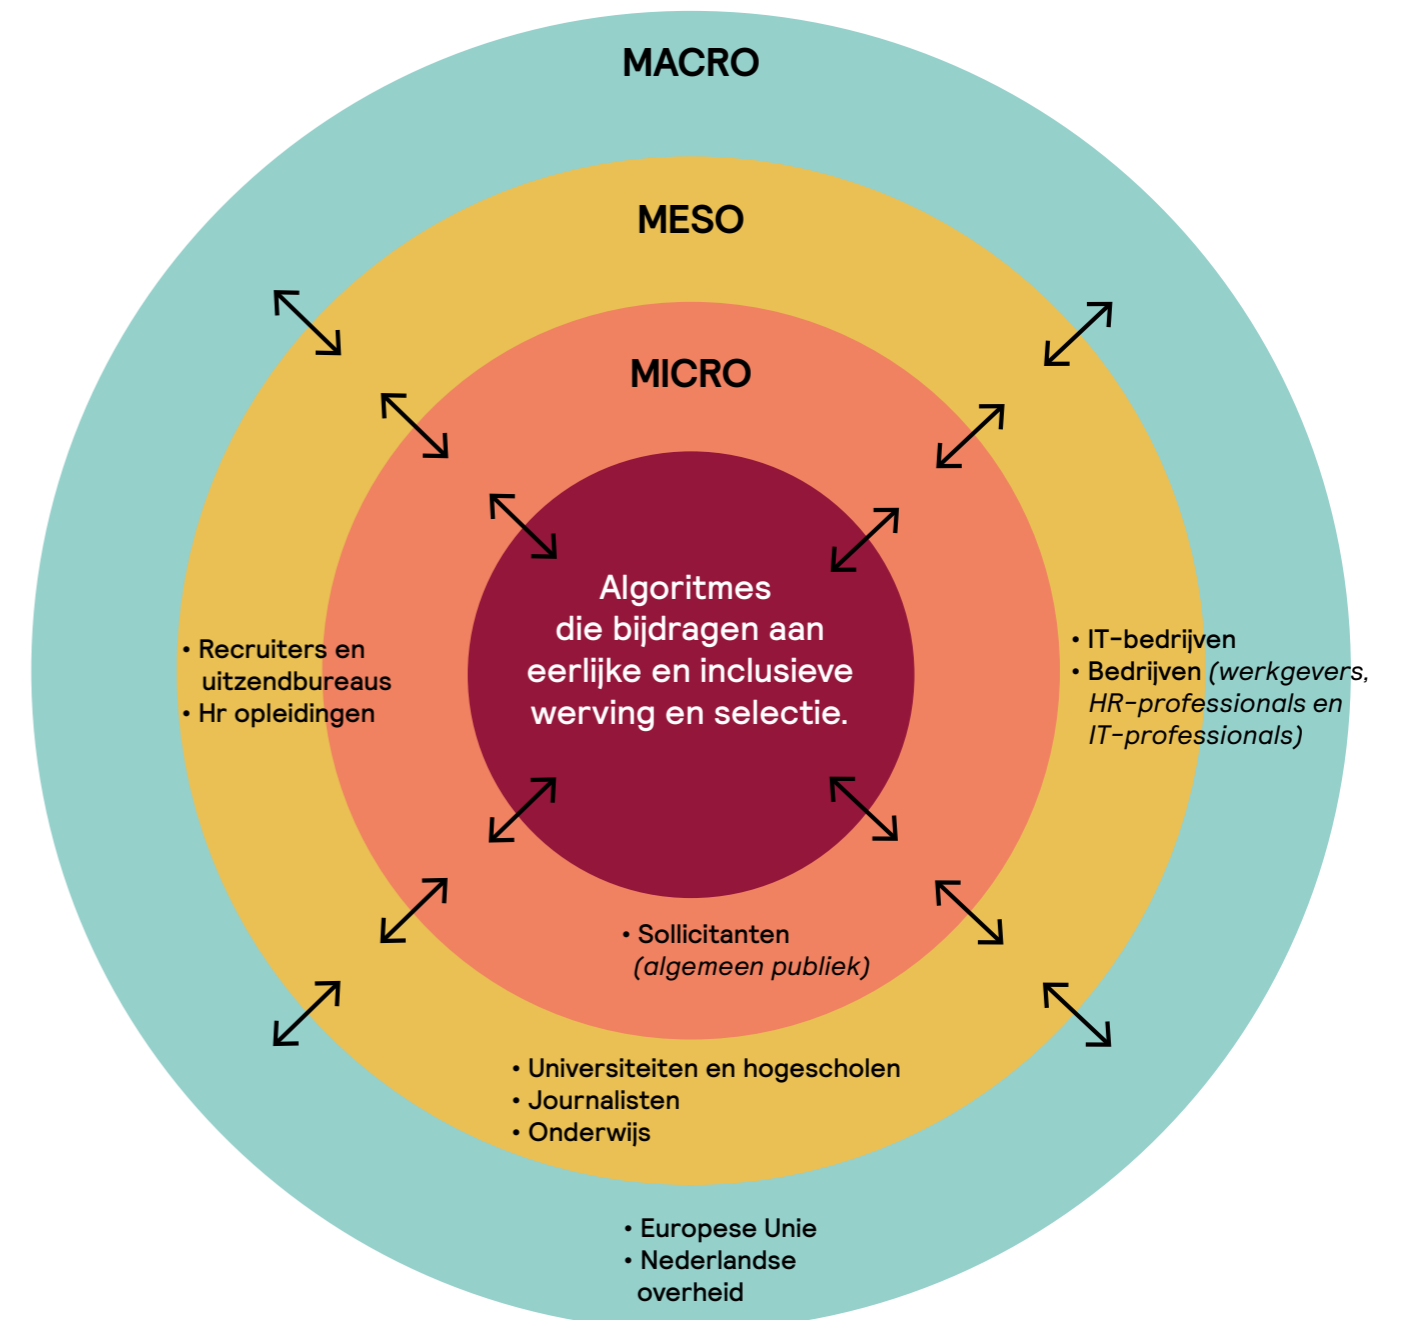 MACRO
MESO
MICRO
Algoritmes
die bijdragen aan
eerlijke en inclusieve
werving en selectie.
• Recruiters en
uitzendbureaus
• Hr opleidingen
• IT-bedrijven
• Bedrijven (werkgevers,
HR-professionals en
IT-professionals)
• Sollicitanten
(algemeen publiek)
• Universiteiten en hogescholen
• Journalisten
• Onderwijs
• Europese Unie
• Nederlandse
overheid